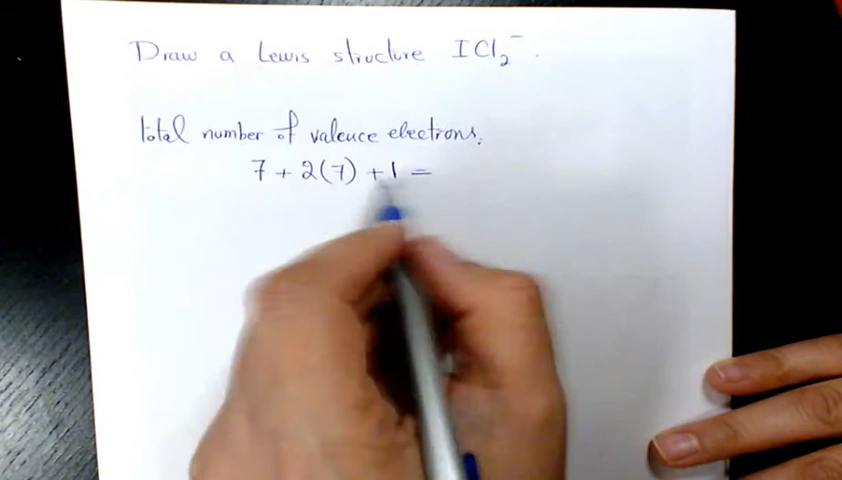 Draw a Lewis structure ICl₂⁻.
total number of valence electrons.
7 + 2(7) + 1 =